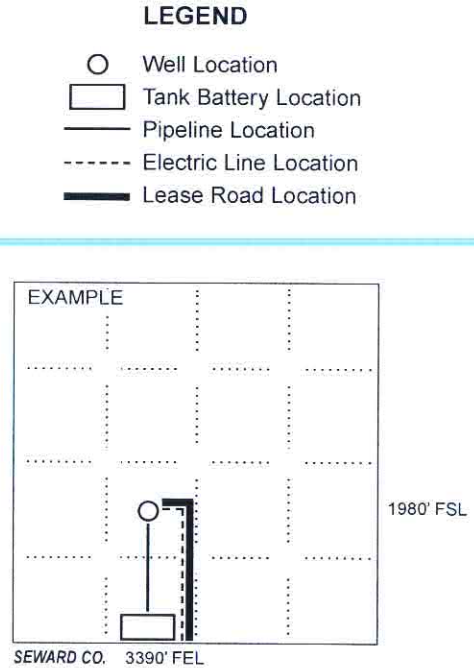 LEGEND
Well Location
Tank Battery Location
Pipeline Location
Electric Line Location
Lease Road Location
EXAMPLE
1980' FSL
SEWARD CO. 3390' FEL